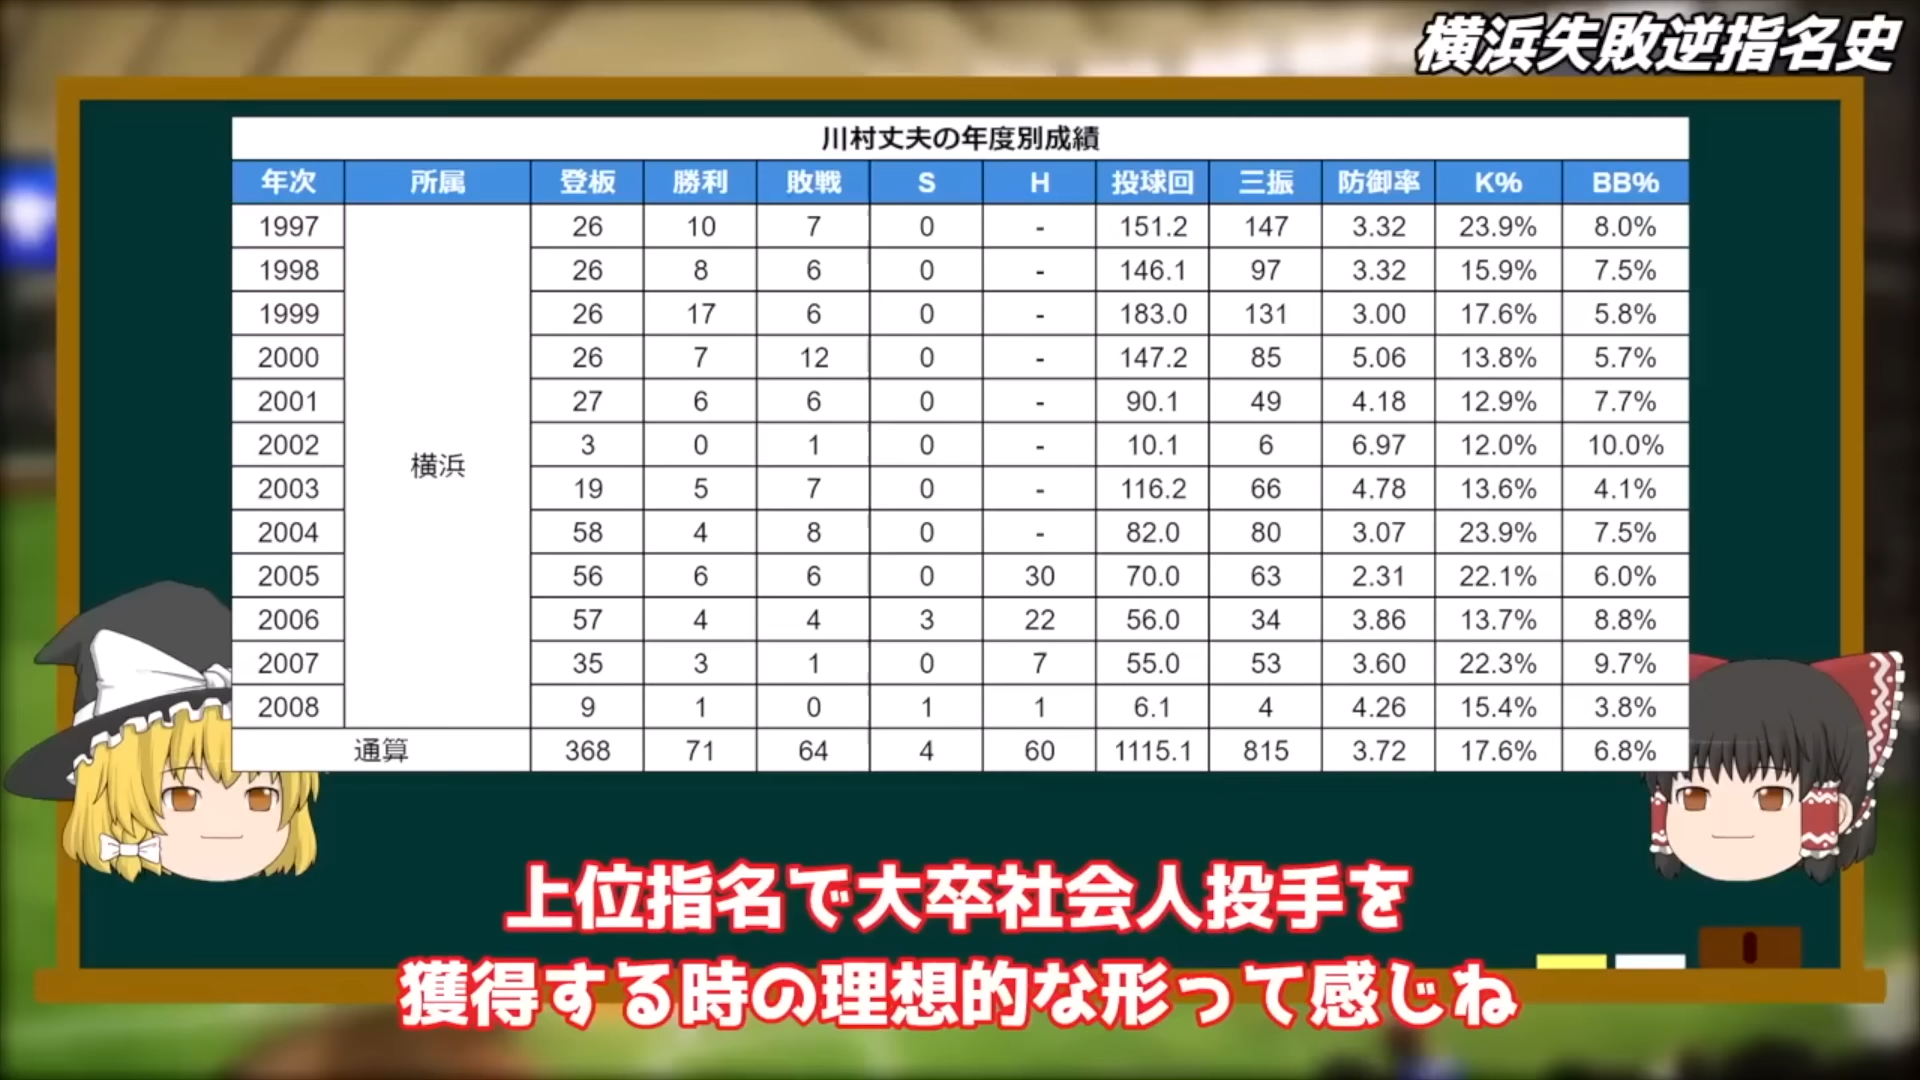 横浜失敗逆指名史
川村丈夫の年度別成績
年次 所属 登板 勝利 敗戦 S H 投球回 三振 防御率 K% BB%
1997 26 10 7 0 - 151.2 147 3.32 23.9% 8.0%
1998 26 8 6 0 - 146.1 97 3.32 15.9% 7.5%
1999 26 17 6 0 - 183.0 131 3.00 17.6% 5.8%
2000 26 7 12 0 - 147.2 85 5.06 13.8% 5.7%
2001 27 6 6 0 - 90.1 49 4.18 12.9% 7.7%
2002 3 0 1 0 - 10.1 6 6.97 12.0% 10.0%
横浜
2003 19 5 7 0 - 116.2 66 4.78 13.6% 4.1%
2004 58 4 8 0 - 82.0 80 3.07 23.9% 7.5%
2005 56 6 6 0 30 70.0 63 2.31 22.1% 6.0%
2006 57 4 4 3 22 56.0 34 3.86 13.7% 8.8%
2007 35 3 1 0 7 55.0 53 3.60 22.3% 9.7%
2008 9 1 0 1 1 6.1 4 4.26 15.4% 3.8%
通算 368 71 64 4 60 1115.1 815 3.72 17.6% 6.8%
上位指名で大卒社会人投手を
獲得する時の理想的な形って感じね